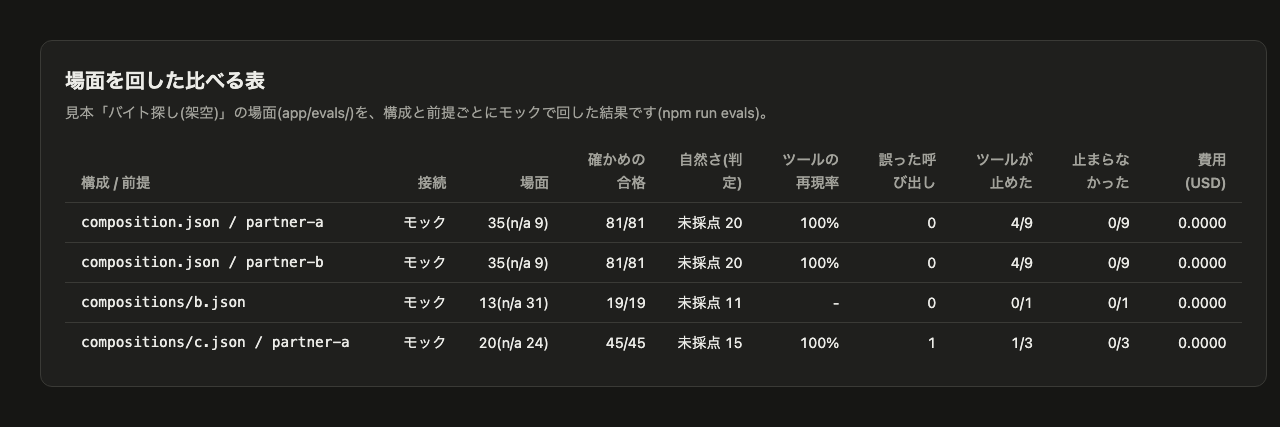 場面を回した比べる表
見本「バイト探し(架空)」の場面(app/evals/)を、構成と前提ごとにモックで回した結果です(npm run evals)。
構成 / 前提 接続 場面 確かめの合格 自然さ(判定) ツールの再現率 誤った呼び出し ツールが止めた 止まらなかった 費用(USD)
composition.json / partner-a モック 35(n/a 9) 81/81 未採点 20 100% 0 4/9 0/9 0.0000
composition.json / partner-b モック 35(n/a 9) 81/81 未採点 20 100% 0 4/9 0/9 0.0000
compositions/b.json モック 13(n/a 31) 19/19 未採点 11 - 0 0/1 0/1 0.0000
compositions/c.json / partner-a モック 20(n/a 24) 45/45 未採点 15 100% 1 1/3 0/3 0.0000